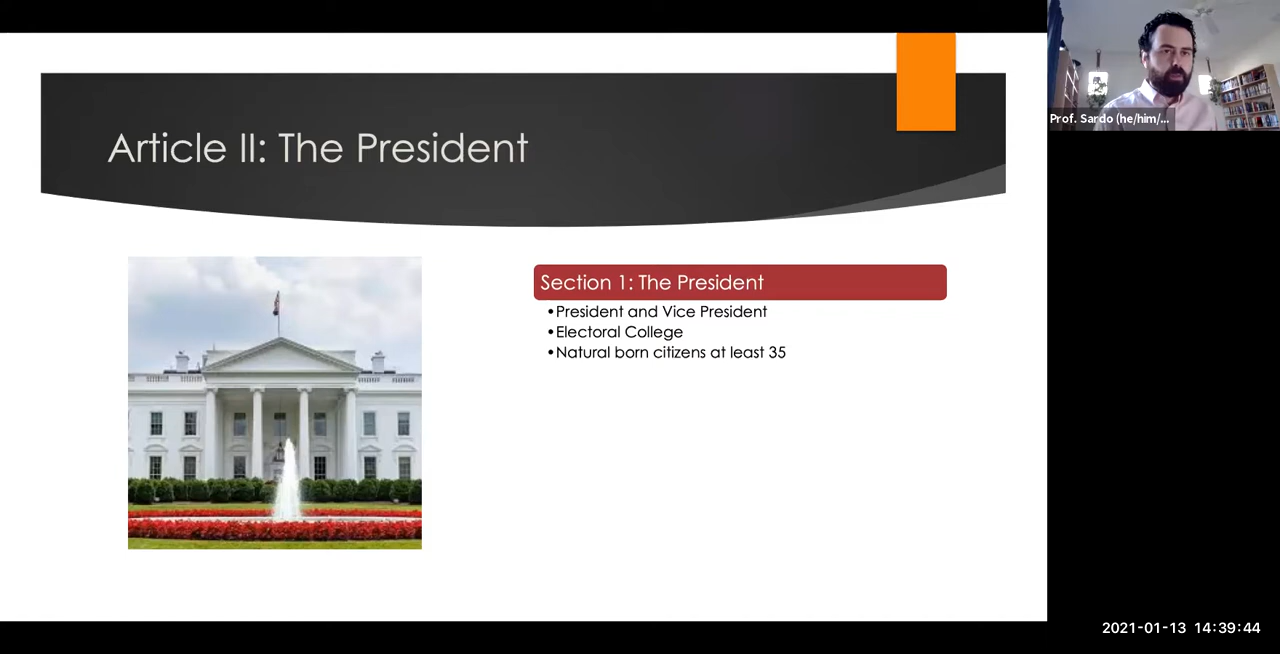 Article II: The President
Section 1: The President
•President and Vice President
•Electoral College
•Natural born citizens at least 35
Prof. Sardo (he/him/...
2021-01-13 14:39:44